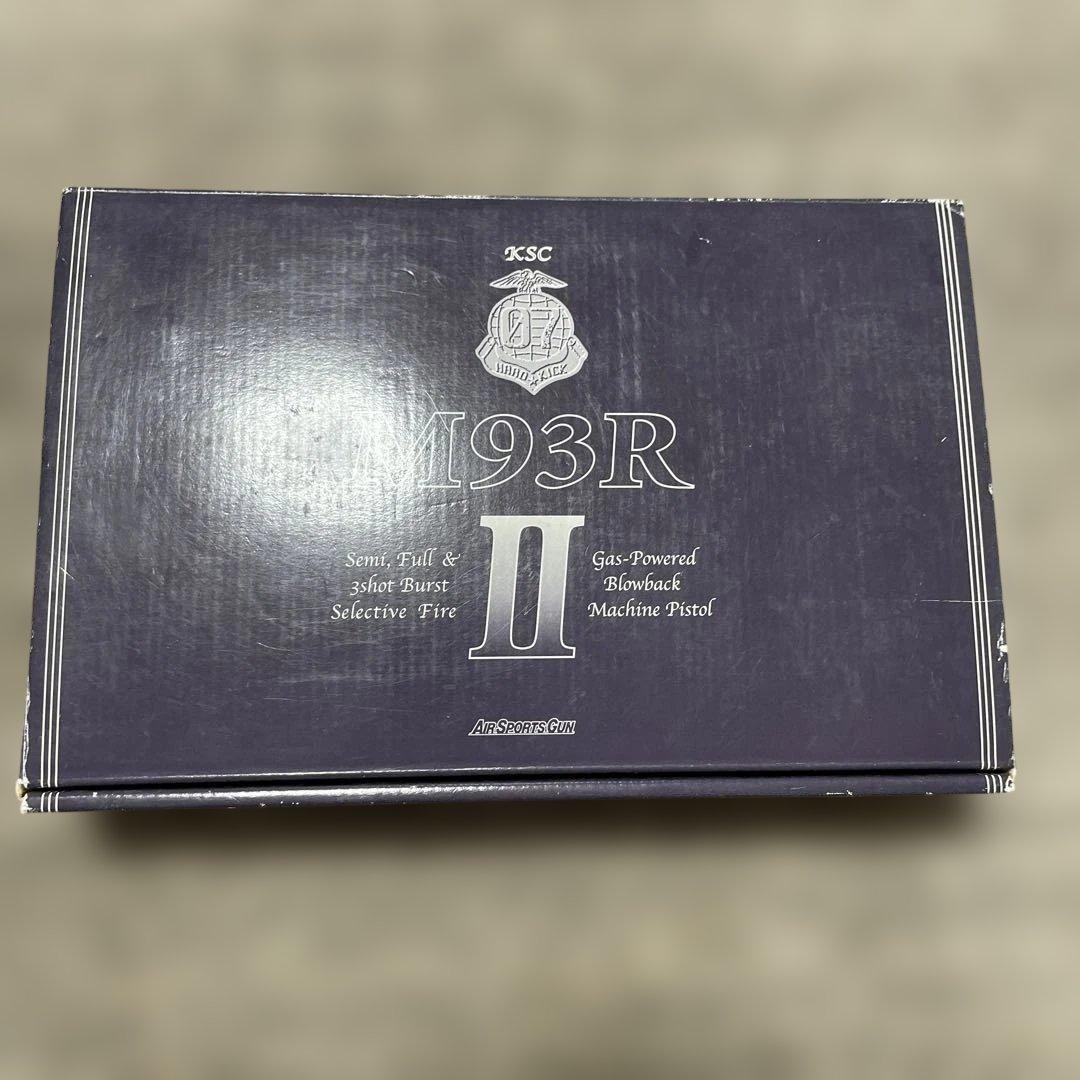 KSC
07
HARD KICK
M93R
II
Semi, Full &
3shot Burst
Selective Fire
Gas-Powered
Blowback
Machine Pistol
AIR SPORTS GUN